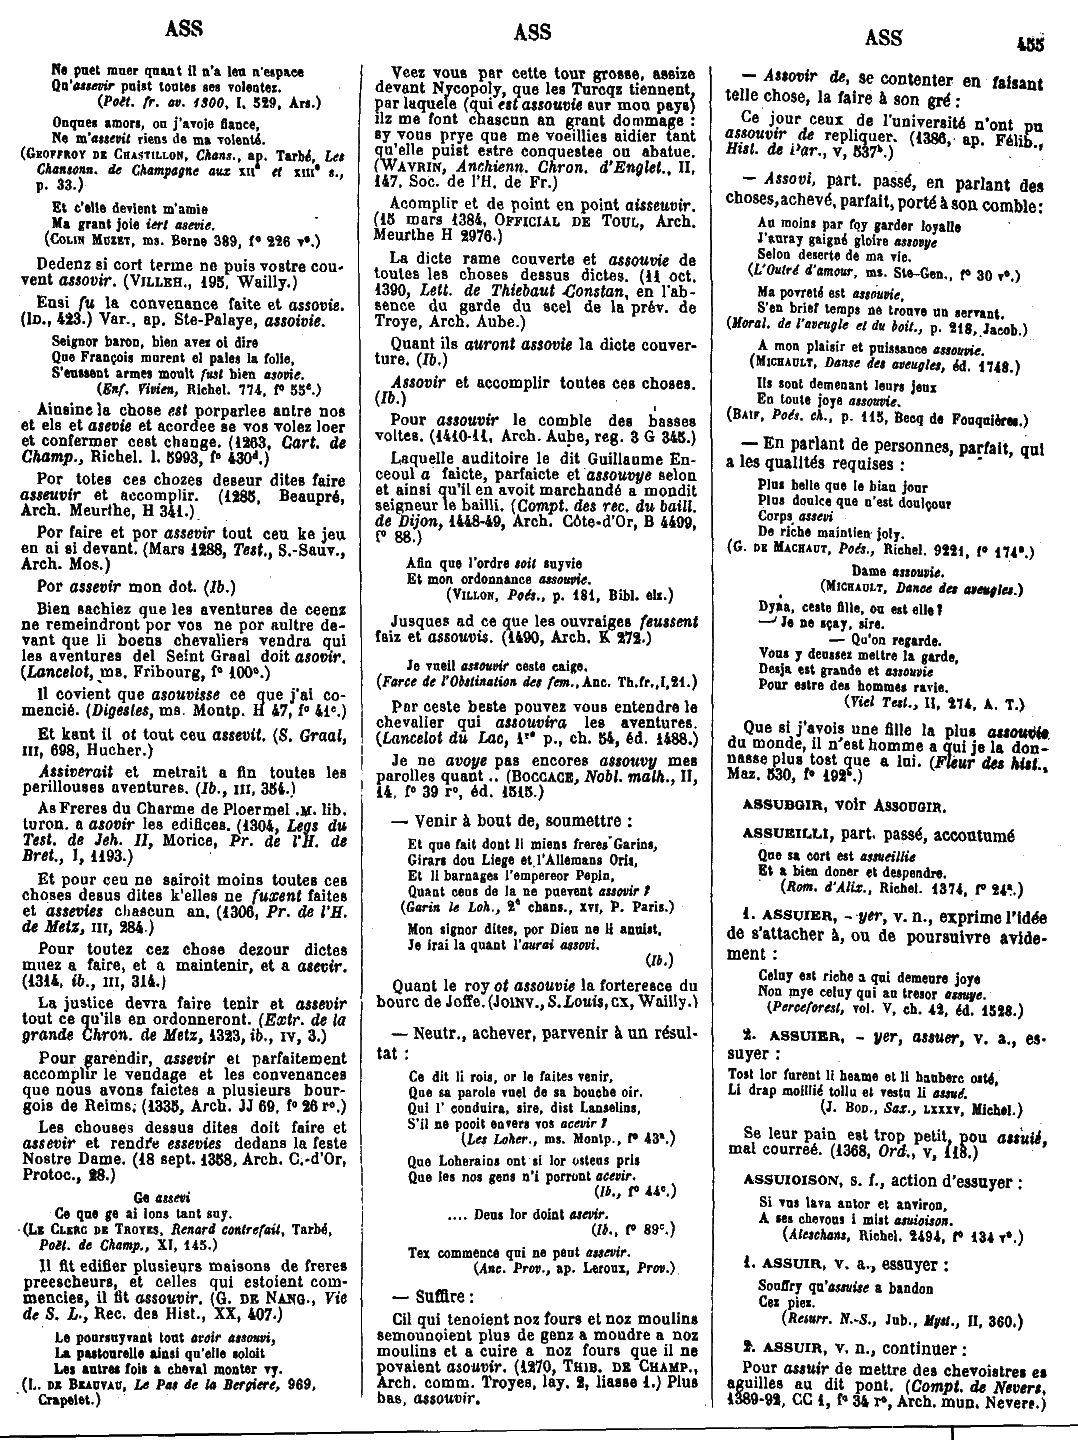 ASS
ASS
ASS
455
Ne puet muer quant il n'a leu n'espace
Qu'assevir puist toutes ses volentez.
(Poët. fr. av. 1300, I. 529, Ars.)
Onques amors, ou j'avoie fiance,
Ne m'assevit riens de ma volenté.
(GEOFFROY DE CHASTILLON, Chans., ap. Tarbé, Les
Chansonn. de Champagne aux XIIe et XIIIe s.,
p. 33.)
Et c'elle devient m'amie
Ma grant joie iert asevie.
(COLIN MUZET, ms. Berne 389, fo 226 vo.)
Dedenz si cort terme ne puis vostre cou-
vent assovir. (VILLEH., 195, Wailly.)
Ensi fu la convenance faite et assovie.
(ID., 423.) Var., ap. Ste-Palaye, assoivie.
Seignor baron, bien avez oi dire
Que François murent el pales la folie,
S'eussent armes moult fust bien asovie.
(Enf. Vivien, Richel. 774, fo 55d.)
Ainsine la chose est porparlee antre nos
et els et asevie et acordee se vos volez loer
et confermer cest change. (1263, Cart. de
Champ., Richel. l. 5993, fo 430d.)
Por totes ces chozes deseur dites faire
asseuvir et accomplir. (1285, Beaupré,
Arch. Meurthe, H 341.)
Por faire et por assevir tout ceu ke jeu
en ai si devant. (Mars 1288, Test., S.-Sauv.,
Arch. Mos.)
Por assevir mon dot. (Ib.)
Bien sachiez que les aventures de ceenz
ne remeindront por vos ne por aultre de-
vant que li boens chevaliers vendra qui
les aventures del Seint Graal doit asovir.
(Lancelot, ms. Fribourg, fo 100c.)
Il covient que asouvisse ce que j'ai co-
mencié. (Digestes, ms. Montp. H 47, fo 41c.)
Et kant il ot tout ceu assevit. (S. Graal,
III, 698, Hucher.)
Assiverait et metrait a fin toutes les
perillouses aventures. (Ib., III, 354.)
As Freres du Charme de Ploermel .M. lib.
turon. a asovir les edifices. (1304, Legs du
Test. de Jeh. II, Morice, Pr. de l'H. de
Bret., I, 1193.)
Et pour ceu ne sairoit moins toutes ces
choses desus dites k'elles ne fuxent faites
et assevies chascun an. (1306, Pr. de l'H.
de Metz, III, 284.)
Pour toutez cez chose dezour dictes
muez a faire, et a maintenir, et a asevir.
(1314, ib., III, 314.)
La justice devra faire tenir et assevir
tout ce qu'ils en ordonneront. (Extr. de la
grande Chron. de Metz, 1323, ib., IV, 3.)
Pour garendir, assevir et parfaitement
accomplir le vendage et les convenances
que nous avons faictes a plusieurs bour-
gois de Reims. (1335, Arch. JJ 69, fo 26 ro.)
Les chouses dessus dites doit faire et
assevir et rendre essevies dedans la feste
Nostre Dame. (18 sept. 1358, Arch. C.-d'Or,
Protoc., 28.)
Ge assevi
Ce que ge ai lons tant suy.
(LE CLERC DE TROYES, Renard contrefait, Tarbé,
Poët. de Champ., XI, 145.)
Il fit edifier plusieurs maisons de freres
preescheurs, et celles qui estoient com-
mencies, il fit assouvir. (G. DE NANG., Vie
de S. L., Rec. des Hist., XX, 407.)
Le poursuyvant tout avoir assouvi,
La pastourelle ainsi qu'elle soloit
Les autres fois a cheval monter vy.
(L. DE BEAUVAU, Le Pas de la Bergiere, 969,
Crapelet.)
Veez vous par cette tour grosse, assize
devant Nycopoly, que les Turcqz tiennent,
par laquele (qui est assouvie sur mon pays)
ilz me font chascun an grant dommage :
sy vous prye que me voeillies aidier tant
qu'elle puist estre conquestee ou abatue.
(WAVRIN, Anchienn. Chron. d'Englet., II,
147, Soc. de l'H. de Fr.)
Acomplir et de point en point aisseuvir.
(15 mars 1384, OFFICIAL DE TOUL, Arch.
Meurthe H 2976.)
La dicte rame couverte et assouvie de
toutes les choses dessus dictes. (11 oct.
1390, Lett. de Thiebaut Constan, en l'ab-
sence du garde du scel de la prév. de
Troye, Arch. Aube.)
Quant ils auront assovie la dicte couver-
ture. (Ib.)
Assovir et accomplir toutes ces choses.
(Ib.)
Pour assouvir le comble des basses
voltes. (1410-11, Arch. Aube, reg. 3 G 345.)
Laquelle auditoire le dit Guillaume En-
ceoul a faicte, parfaicte et assouvye selon
et ainsi qu'il en avoit marchandé a mondit
seigneur le bailli. (Compt. des rec. du baill.
de Dijon, 1448-49, Arch. Côte-d'Or, B 4499,
fo 88.)
Afin que l'ordre soit suyvie
Et mon ordonnance assouvie.
(VILLON, Poés., p. 181, Bibl. elz.)
Jusques ad ce que les ouvraiges feussent
faiz et assouvis. (1490, Arch. K 272.)
Je vueil assouvir ceste caige.
(Farce de l'Obstination des fem., Anc. Th. fr., I, 21.)
Par ceste beste pouvez vous entendre le
chevalier qui assouvira les aventures.
(Lancelot du Lac, 1re p., ch. 54, éd. 1488.)
Je ne avoye pas encores assouvy mes
parolles quant .. (BOCCACE, Nobl. malh., II,
14, fo 39 ro, éd. 1515.)
— Venir à bout de, soumettre :
Et que fait dont li miens freres Garins,
Girars dou Liege et l'Allemans Oris,
Et li barnages l'empereor Pepin,
Quant ceus de la ne puevent assovir ?
(Garin le Loh., 2e chans., XVI, P. Paris.)
Mon signor dites, por Dieu ne li annist,
Je irai la quant l'aurai assovi.
(Ib.)
Quant le roy ot assouvie la forteresce du
bourc de Joffe. (JOINV., S. Louis, CX, Wailly.)
— Neutr., achever, parvenir à un résul-
tat :
Ce dit li rois, or le faites venir,
Que sa parole vuel de sa bouche oir.
Qui l' conduira, sire, dist Lanselins,
S'il ne pooit envers vos acevir ?
(Les Loher., ms. Montp., fo 43a.)
Que Loherains ont si lor ostens pris
Que les nos gens n'i porront acevir.
(Ib., fo 44c.)
.... Deus lor doint asevir.
(Ib., fo 89c.)
Tex commence qui ne peut assevir.
(Anc. Prov., ap. Leroux, Prov.)
— Suffire :
Cil qui tenoient noz fours et noz moulins
semounoient plus de genz a moudre a noz
moulins et a cuire a noz fours que il ne
povaient asouvir. (1270, THIB. DE CHAMP.,
Arch. comm. Troyes, lay. 2, liasse 1.) Plus
bas, assouvir.
— Assovir de, se contenter en faisant
telle chose, la faire à son gré :
Ce jour ceux de l'université n'ont pu
assouvir de repliquer. (1386, ap. Félib.,
Hist. de Par., V, 537b.)
— Assovi, part. passé, en parlant des
choses, achevé, parfait, porté à son comble :
Au moins par foy garder loyalle
J'auray gaigné gloire assovye
Selon deserte de ma vie.
(L'Outré d'amour, ms. Ste-Gen., fo 30 vo.)
Ma povreté est assouvie,
S'en brief temps ne trouve un servant.
(Moral. de l'aveugle et du boit., p. 218, Jacob.)
A mon plaisir et puissance assouvie.
(MICHAULT, Danse des aveugles, éd. 1748.)
Ils sont demenant leurs jeux
En toute joye assouvie.
(BAIF, Poés. ch., p. 115, Becq de Fouquières.)
— En parlant de personnes, parfait, qui
a les qualités requises :
Plus belle que le biau jour
Plus doulce que n'est doulçour
Corps assevi
De riche maintien joly.
(G. DE MACHAUT, Poés., Richel. 9221, fo 174a.)
Dame assouvie.
(MICHAULT, Dance des aveugles.)
Dyna, ceste fille, ou est elle ?
— Je ne sçay, sire.
— Qu'on regarde.
Vous y deussez mettre la garde,
Desja est grande et assouvie
Pour estre des hommes ravie.
(Viel Test., II, 274, A. T.)
Que si j'avois une fille la plus assouvie
du monde, il n'est homme a qui je la don-
nasse plus tost que a lui. (Fleur des hist.,
Maz. 530, fo 192c.)
ASSUBGIR, voir ASSOUGIR.
ASSUEILLI, part. passé, accoutumé
Que sa cort est assueillie
Et a bien doner et despendre.
(Rom. d'Alix., Richel. 1374, fo 24a.)
1. ASSUIER, - yer, v. n., exprime l'idée
de s'attacher à, ou de poursuivre avide-
ment :
Celuy est riche a qui demeure joye
Non mye celuy qui au tresor assuye.
(Perceforest, vol. V, ch. 42, éd. 1528.)
2. ASSUIER, - yer, assuer, v. a., es-
suyer :
Tost lor furent li heame et li hauberc osté,
Li drap moillié tollu et vestu li assué.
(J. BOD., Sax., LXXXV, Michel.)
Se leur pain est trop petit, pou assuié,
mal courreé. (1368, Ord., V, 118.)
ASSUIOISON, s. f., action d'essuyer :
Si vus lava antor et anviron,
A ses chevous i mist asuioison.
(Aleschans, Richel. 2494, fo 134 vo.)
1. ASSUIR, v. a., essuyer :
Souffry qu'assuise a bandon
Cez piez.
(Resurr. N.-S., Jub., Myst., II, 360.)
2. ASSUIR, v. n., continuer :
Pour assuir de mettre des chevoistres es
aguilles au dit pont. (Compt. de Nevers,
1389-92, CC 1, fo 34 ro, Arch. mun. Nevers.)